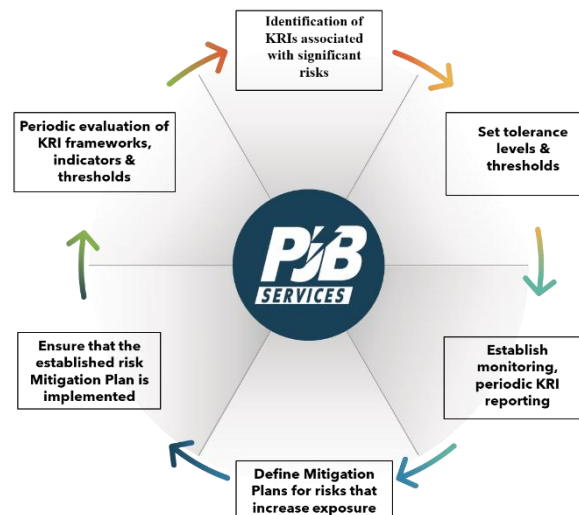 Identification of
KRIs associated
with significant
risks
Set tolerance
levels &
thresholds
Establish
monitoring,
periodic KRI
reporting
Define Mitigation
Plans for risks that
increase exposure
Ensure that the
established risk
Mitigation Plan is
implemented
Periodic evaluation of
KRI frameworks,
indicators &
thresholds
PJB
SERVICES